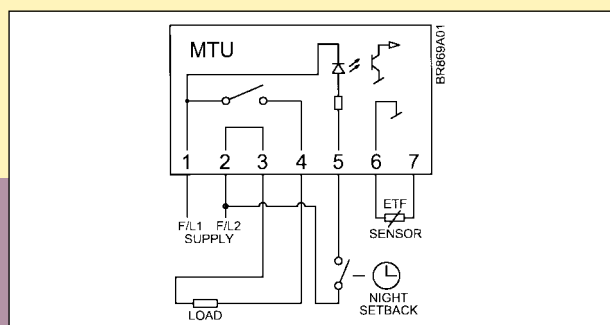 MTU
BR869A01
1 2 3 4 5 6 7
F/L1 F/L2
SUPPLY
ETF
SENSOR
NIGHT
SETBACK
LOAD